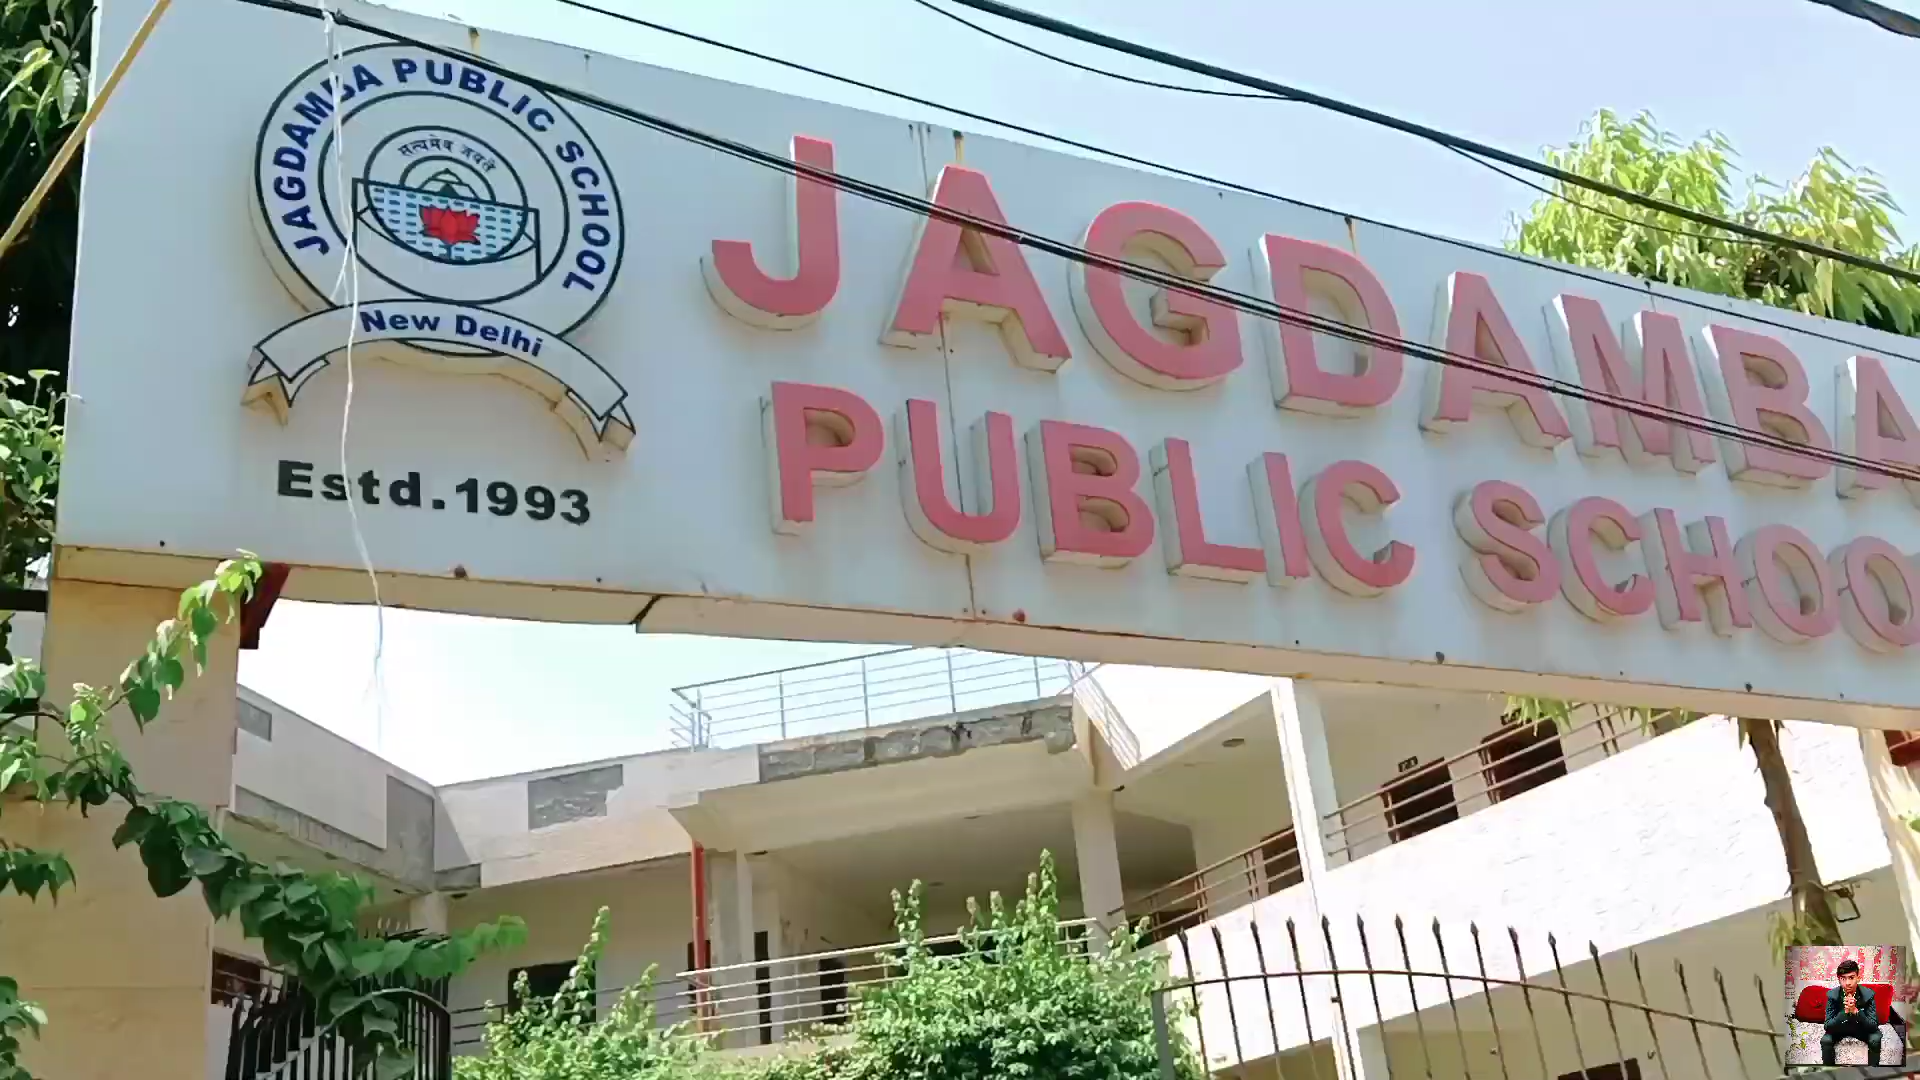 JAGDAMBA PUBLIC SCHOOL
सत्यमेव जयते
New Delhi
Estd.1993
JAGDAMBA
PUBLIC SCHOO